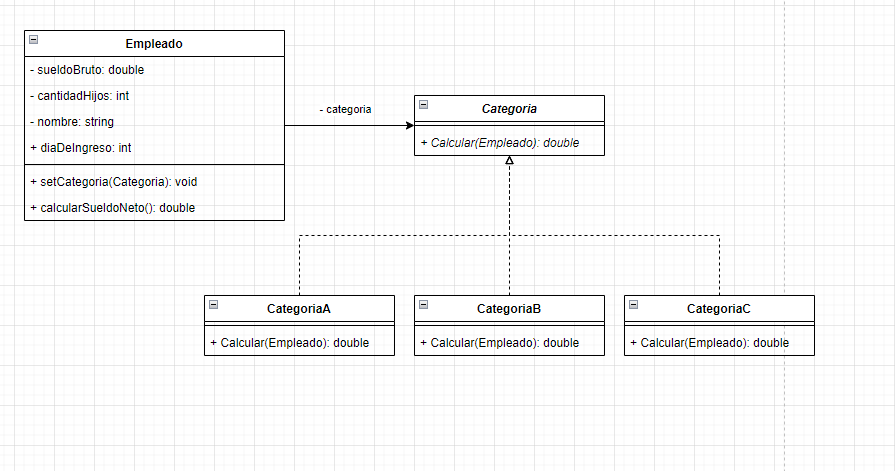 Empleado
- sueldoBruto: double
- cantidadHijos: int
- nombre: string
+ diaDeIngreso: int
+ setCategoria(Categoria): void
+ calcularSueldoNeto(): double
- categoria
Categoria
+ Calcular(Empleado): double
CategoriaA
+ Calcular(Empleado): double
CategoriaB
+ Calcular(Empleado): double
CategoriaC
+ Calcular(Empleado): double